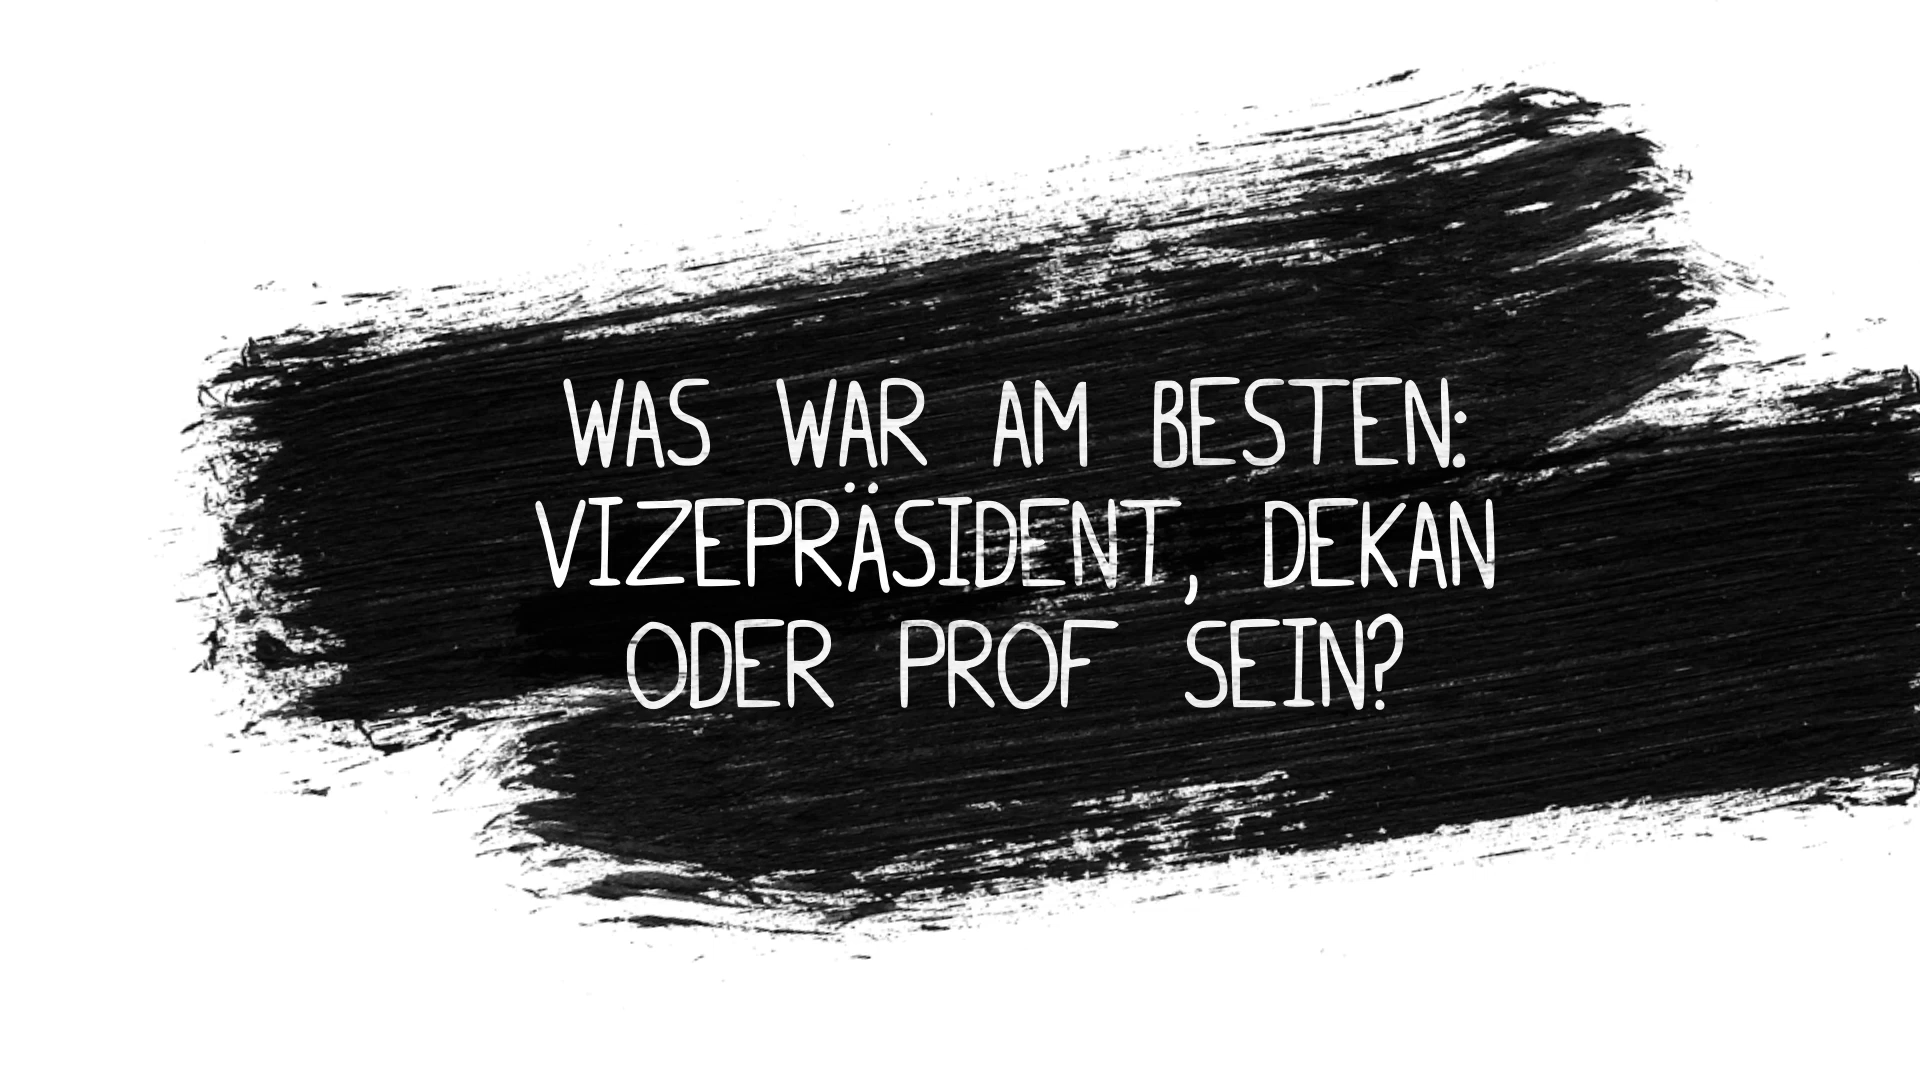 WAS WAR AM BESTEN:
VIZEPRÄSIDENT, DEKAN
ODER PROF SEIN?